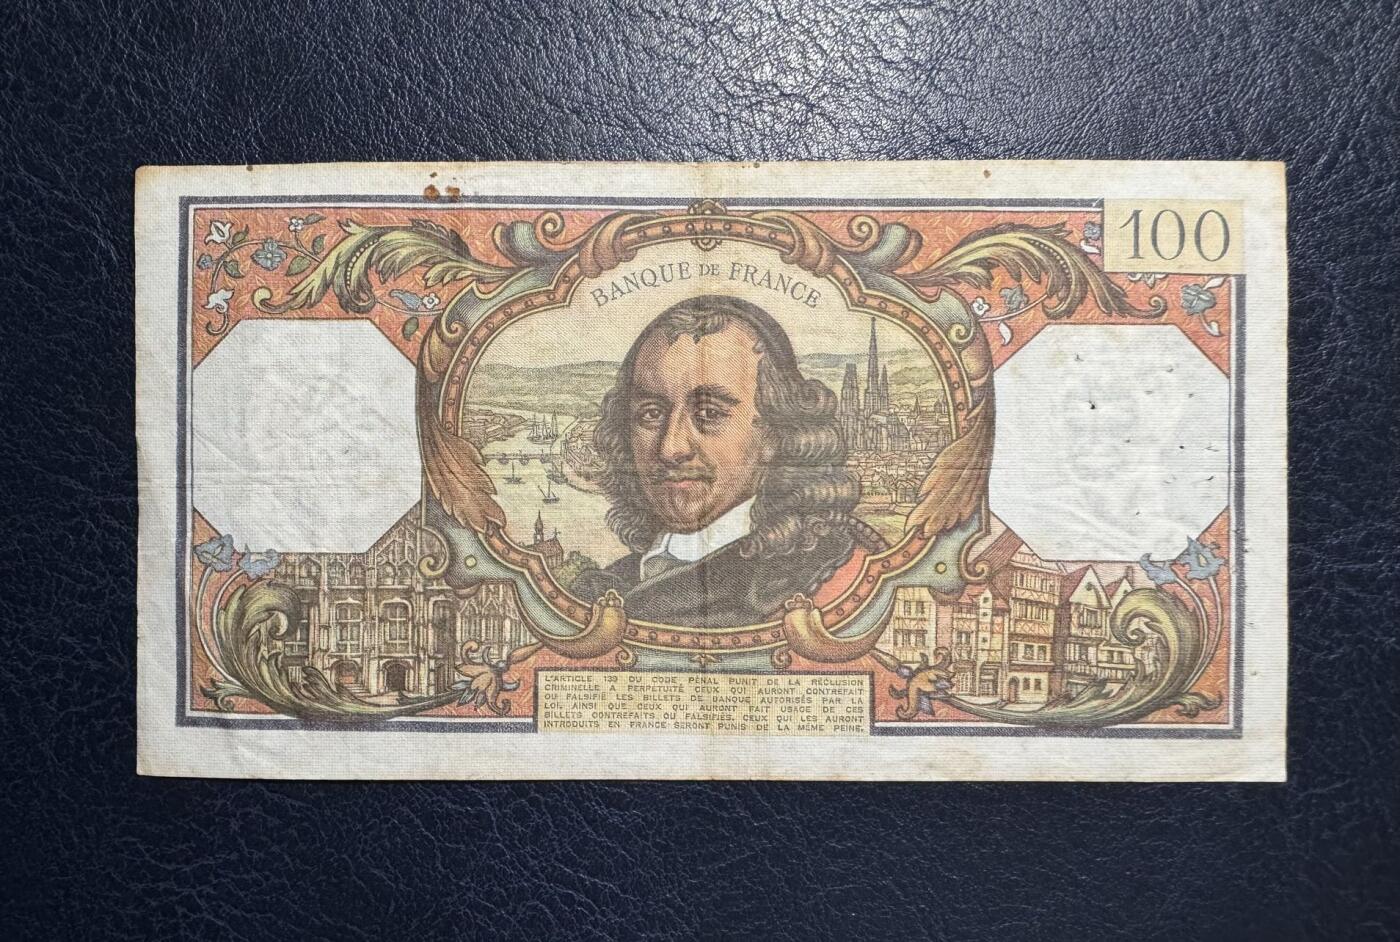 100
BANQUE DE FRANCE
L'ARTICLE 139 DU CODE PÉNAL PUNIT DE LA RÉCLUSION
CRIMINELLE A PERPÉTUITÉ CEUX QUI AURONT CONTREFAIT
OU FALSIFIÉ LES BILLETS DE BANQUE AUTORISÉS PAR LA
LOI, AINSI QUE CEUX QUI AURONT FAIT USAGE DE CES
BILLETS CONTREFAITS OU FALSIFIÉS. CEUX QUI LES AURONT
INTRODUITS EN FRANCE SERONT PUNIS DE LA MÊME PEINE.